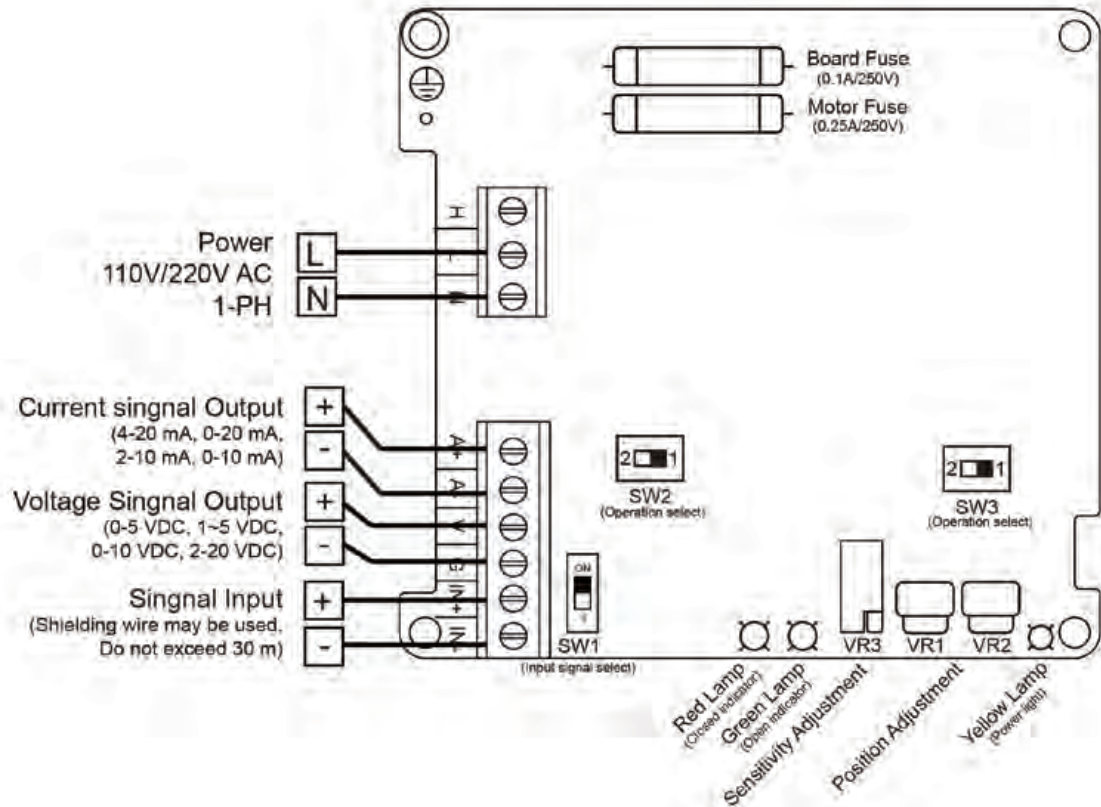 Board Fuse
(0.1A/250V)
Motor Fuse
(0.25A/250V)
H
Power
110V/220V AC
1-PH
L
N
Current singnal Output
(4-20 mA, 0-20 mA,
2-10 mA, 0-10 mA)
+
-
A+
Voltage Singnal Output
(0-5 VDC, 1~5 VDC,
0-10 VDC, 2-20 VDC)
+
-
Singnal Input
(Shielding wire may be used,
Do not exceed 30 m)
+
-
IN+
ON
SW1
(Input signal select)
2 1
SW2
(Operation select)
2 1
SW3
(Operation select)
VR3
VR1
VR2
Red Lamp
(Closed indicator)
Green Lamp
(Open indicator)
Sensitivity Adjustment
Position Adjustment
Yellow Lamp
(Power light)